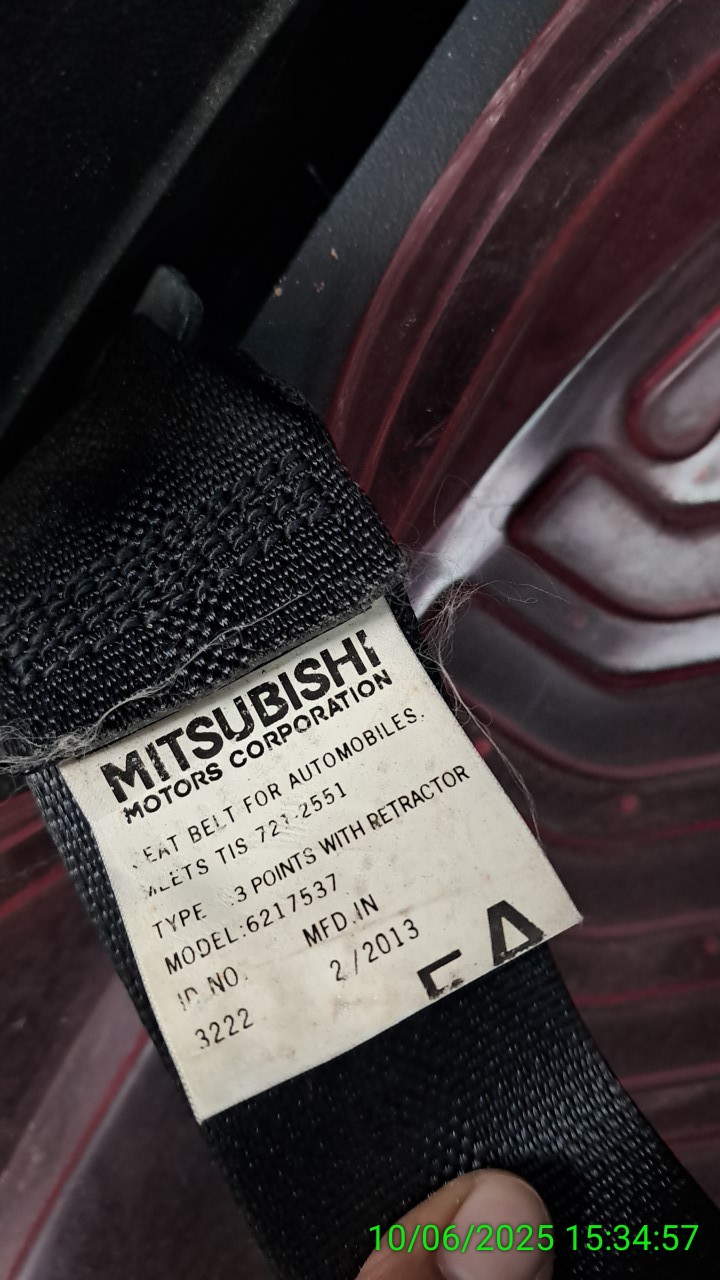 MITSUBISHI
MOTORS CORPORATION
EAT BELT FOR AUTOMOBILES.
MEETS TIS 721-2551
TYPE 3 POINTS WITH RETRACTOR
MODEL:6217537
ID NO. MFD.IN
3222 2/2013
10/06/2025 15:34:57